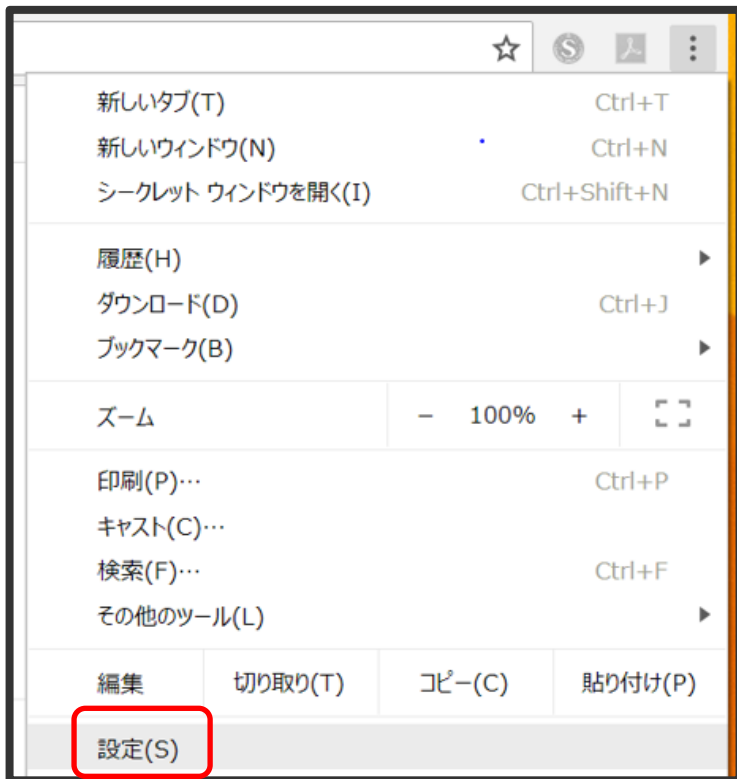 新しいタブ(T) Ctrl+T
新しいウィンドウ(N) Ctrl+N
シークレット ウィンドウを開く(I) Ctrl+Shift+N
履歴(H)
ダウンロード(D) Ctrl+J
ブックマーク(B)
ズーム − 100% +
印刷(P)… Ctrl+P
キャスト(C)…
検索(F)… Ctrl+F
その他のツール(L)
編集 切り取り(T) コピー(C) 貼り付け(P)
設定(S)